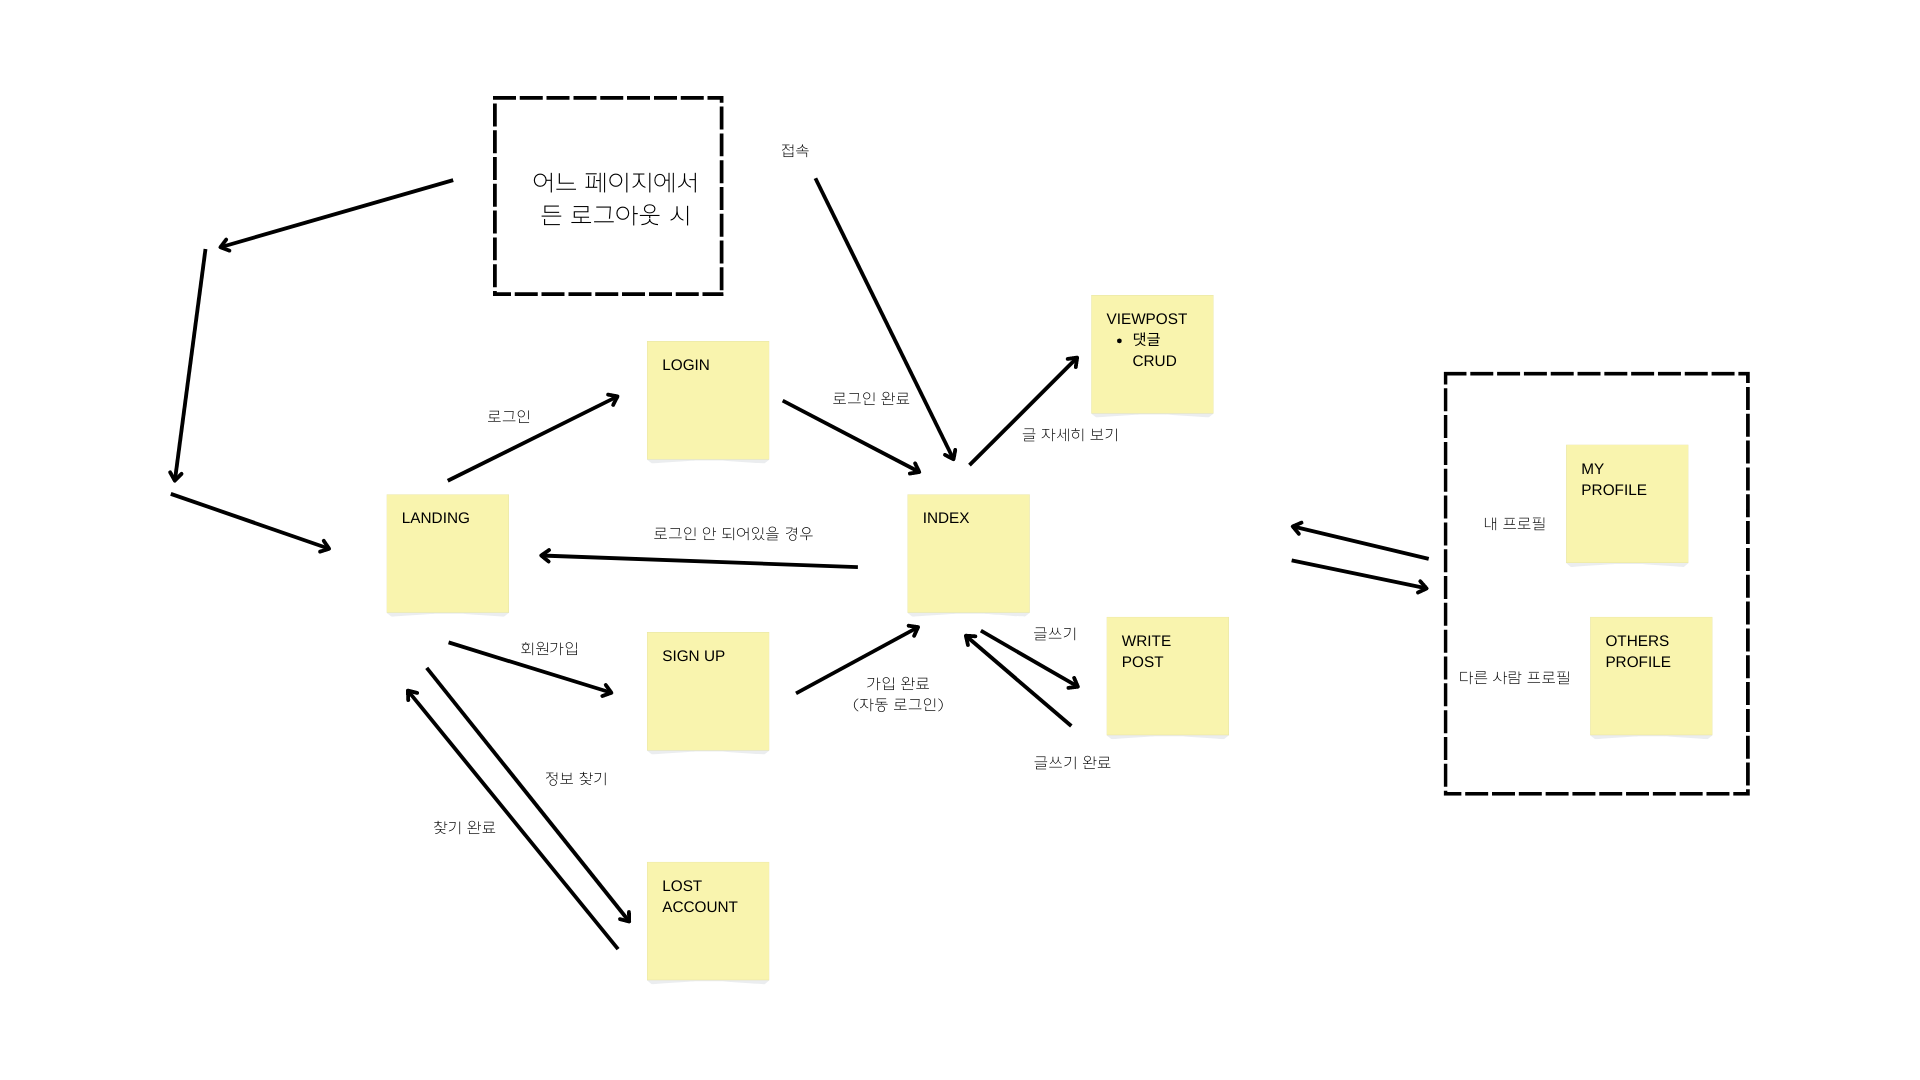 어느 페이지에서
든 로그아웃 시
접속
VIEWPOST
• 댓글
CRUD
LOGIN
로그인 완료
로그인
글 자세히 보기
MY
PROFILE
내 프로필
LANDING
로그인 안 되어있을 경우
INDEX
회원가입
SIGN UP
글쓰기
WRITE
POST
OTHERS
PROFILE
다른 사람 프로필
가입 완료
(자동 로그인)
글쓰기 완료
정보 찾기
찾기 완료
LOST
ACCOUNT